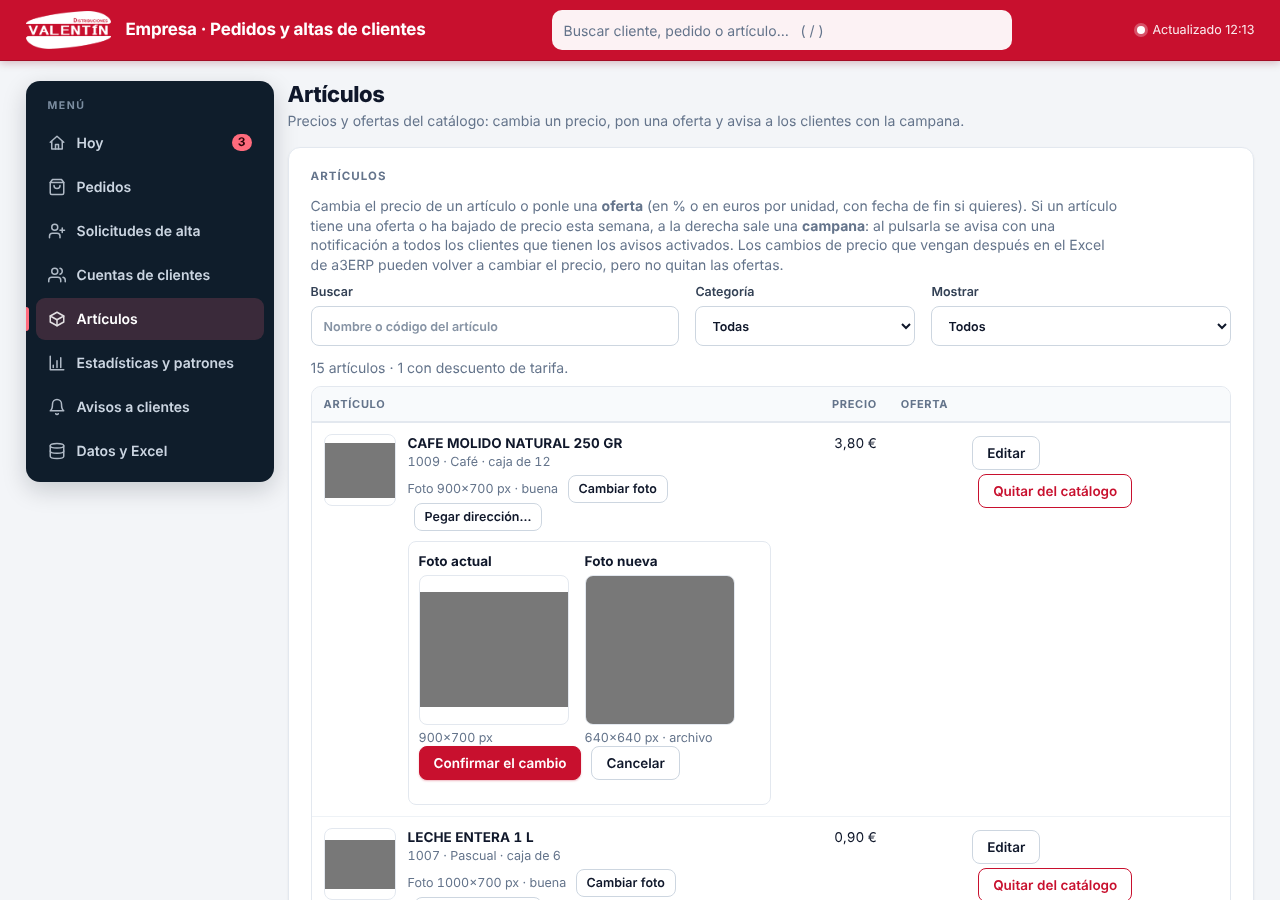 DISTRIBUCIONES
VALENTÍN
Empresa · Pedidos y altas de clientes
Buscar cliente, pedido o artículo... ( / )
Actualizado 12:13
MENÚ
Hoy
3
Pedidos
Solicitudes de alta
Cuentas de clientes
Artículos
Estadísticas y patrones
Avisos a clientes
Datos y Excel
Artículos
Precios y ofertas del catálogo: cambia un precio, pon una oferta y avisa a los clientes con la campana.
ARTÍCULOS
Cambia el precio de un artículo o ponle una oferta (en % o en euros por unidad, con fecha de fin si quieres). Si un artículo
tiene una oferta o ha bajado de precio esta semana, a la derecha sale una campana: al pulsarla se avisa con una
notificación a todos los clientes que tienen los avisos activados. Los cambios de precio que vengan después en el Excel
de a3ERP pueden volver a cambiar el precio, pero no quitan las ofertas.
Buscar
Categoría
Mostrar
Nombre o código del artículo
Todas
Todos
15 artículos · 1 con descuento de tarifa.
ARTÍCULO
PRECIO
OFERTA
CAFE MOLIDO NATURAL 250 GR
3,80 €
Editar
1009 · Café · caja de 12
Quitar del catálogo
Foto 900×700 px · buena
Cambiar foto
Pegar dirección...
Foto actual
Foto nueva
900×700 px
640×640 px · archivo
Confirmar el cambio
Cancelar
LECHE ENTERA 1 L
0,90 €
Editar
1007 · Pascual · caja de 6
Quitar del catálogo
Foto 1000×700 px · buena
Cambiar foto